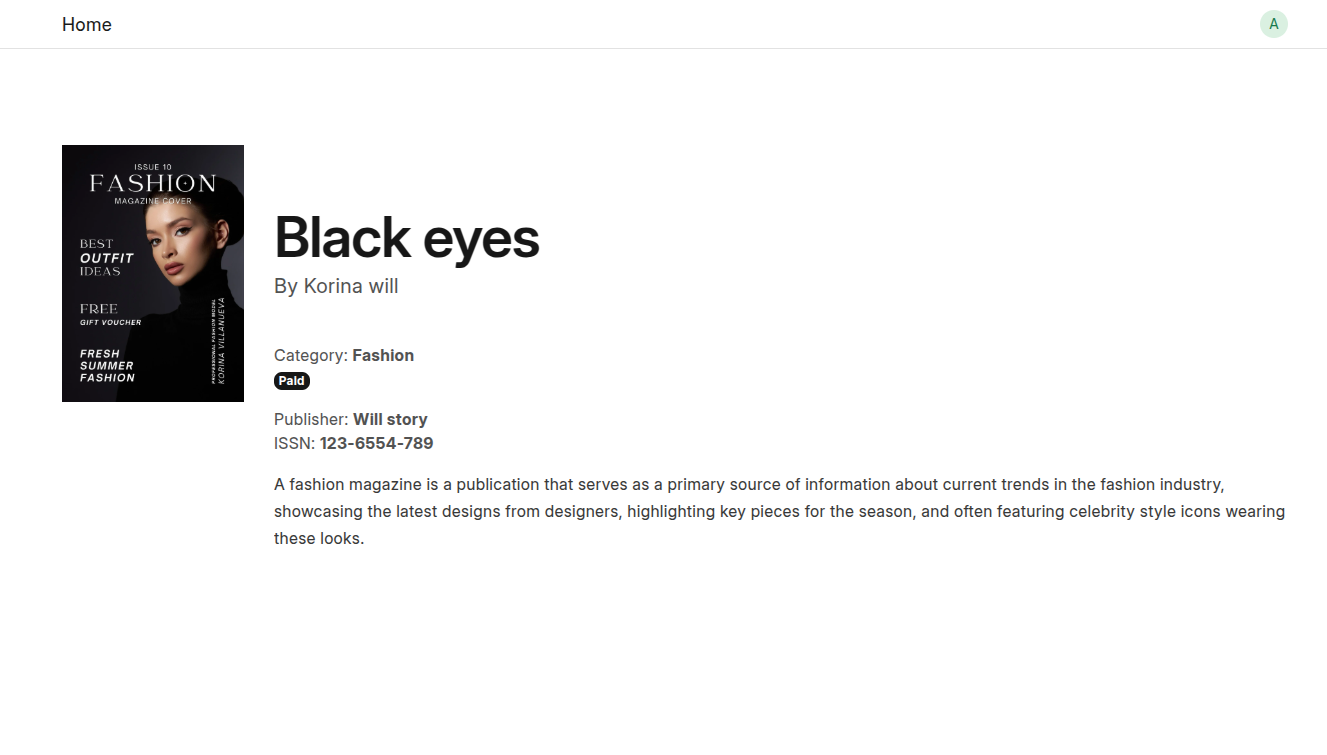 Home
A
ISSUE 10
FASHION
MAGAZINE COVER
BEST
OUTFIT
IDEAS
FREE
GIFT VOUCHER
FRESH
SUMMER
FASHION
PROFESSIONAL FASHION MODEL
KORINA VILLANUEVA
Black eyes
By Korina will
Category: Fashion
Paid
Publisher: Will story
ISSN: 123-6554-789
A fashion magazine is a publication that serves as a primary source of information about current trends in the fashion industry,
showcasing the latest designs from designers, highlighting key pieces for the season, and often featuring celebrity style icons wearing
these looks.